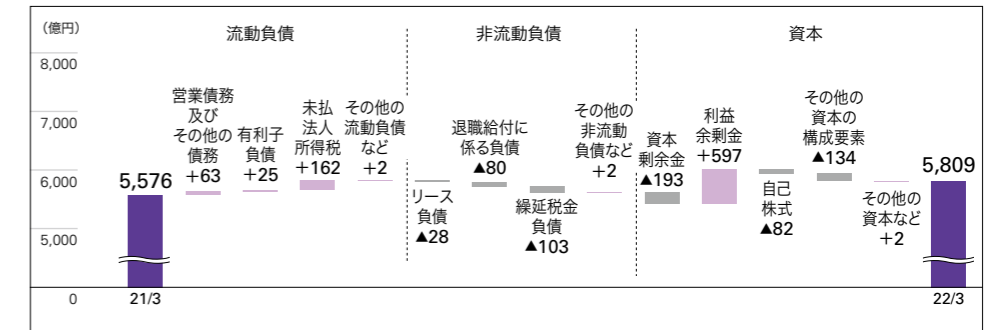 （億円）
流動負債
非流動負債
資本
8,000
7,000
6,000
5,000
0
5,576
21/3
営業債務
及び
その他の
債務
＋63
有利子
負債
＋25
未払
法人
所得税
＋162
その他の
流動負債
など
＋2
リース
負債
▲28
退職給付に
係る負債
▲80
繰延税金
負債
▲103
その他の
非流動
負債など
＋2
資本
剰余金
▲193
利益
余剰金
＋597
自己
株式
▲82
その他の
資本の
構成要素
▲134
その他の
資本など
＋2
5,809
22/3